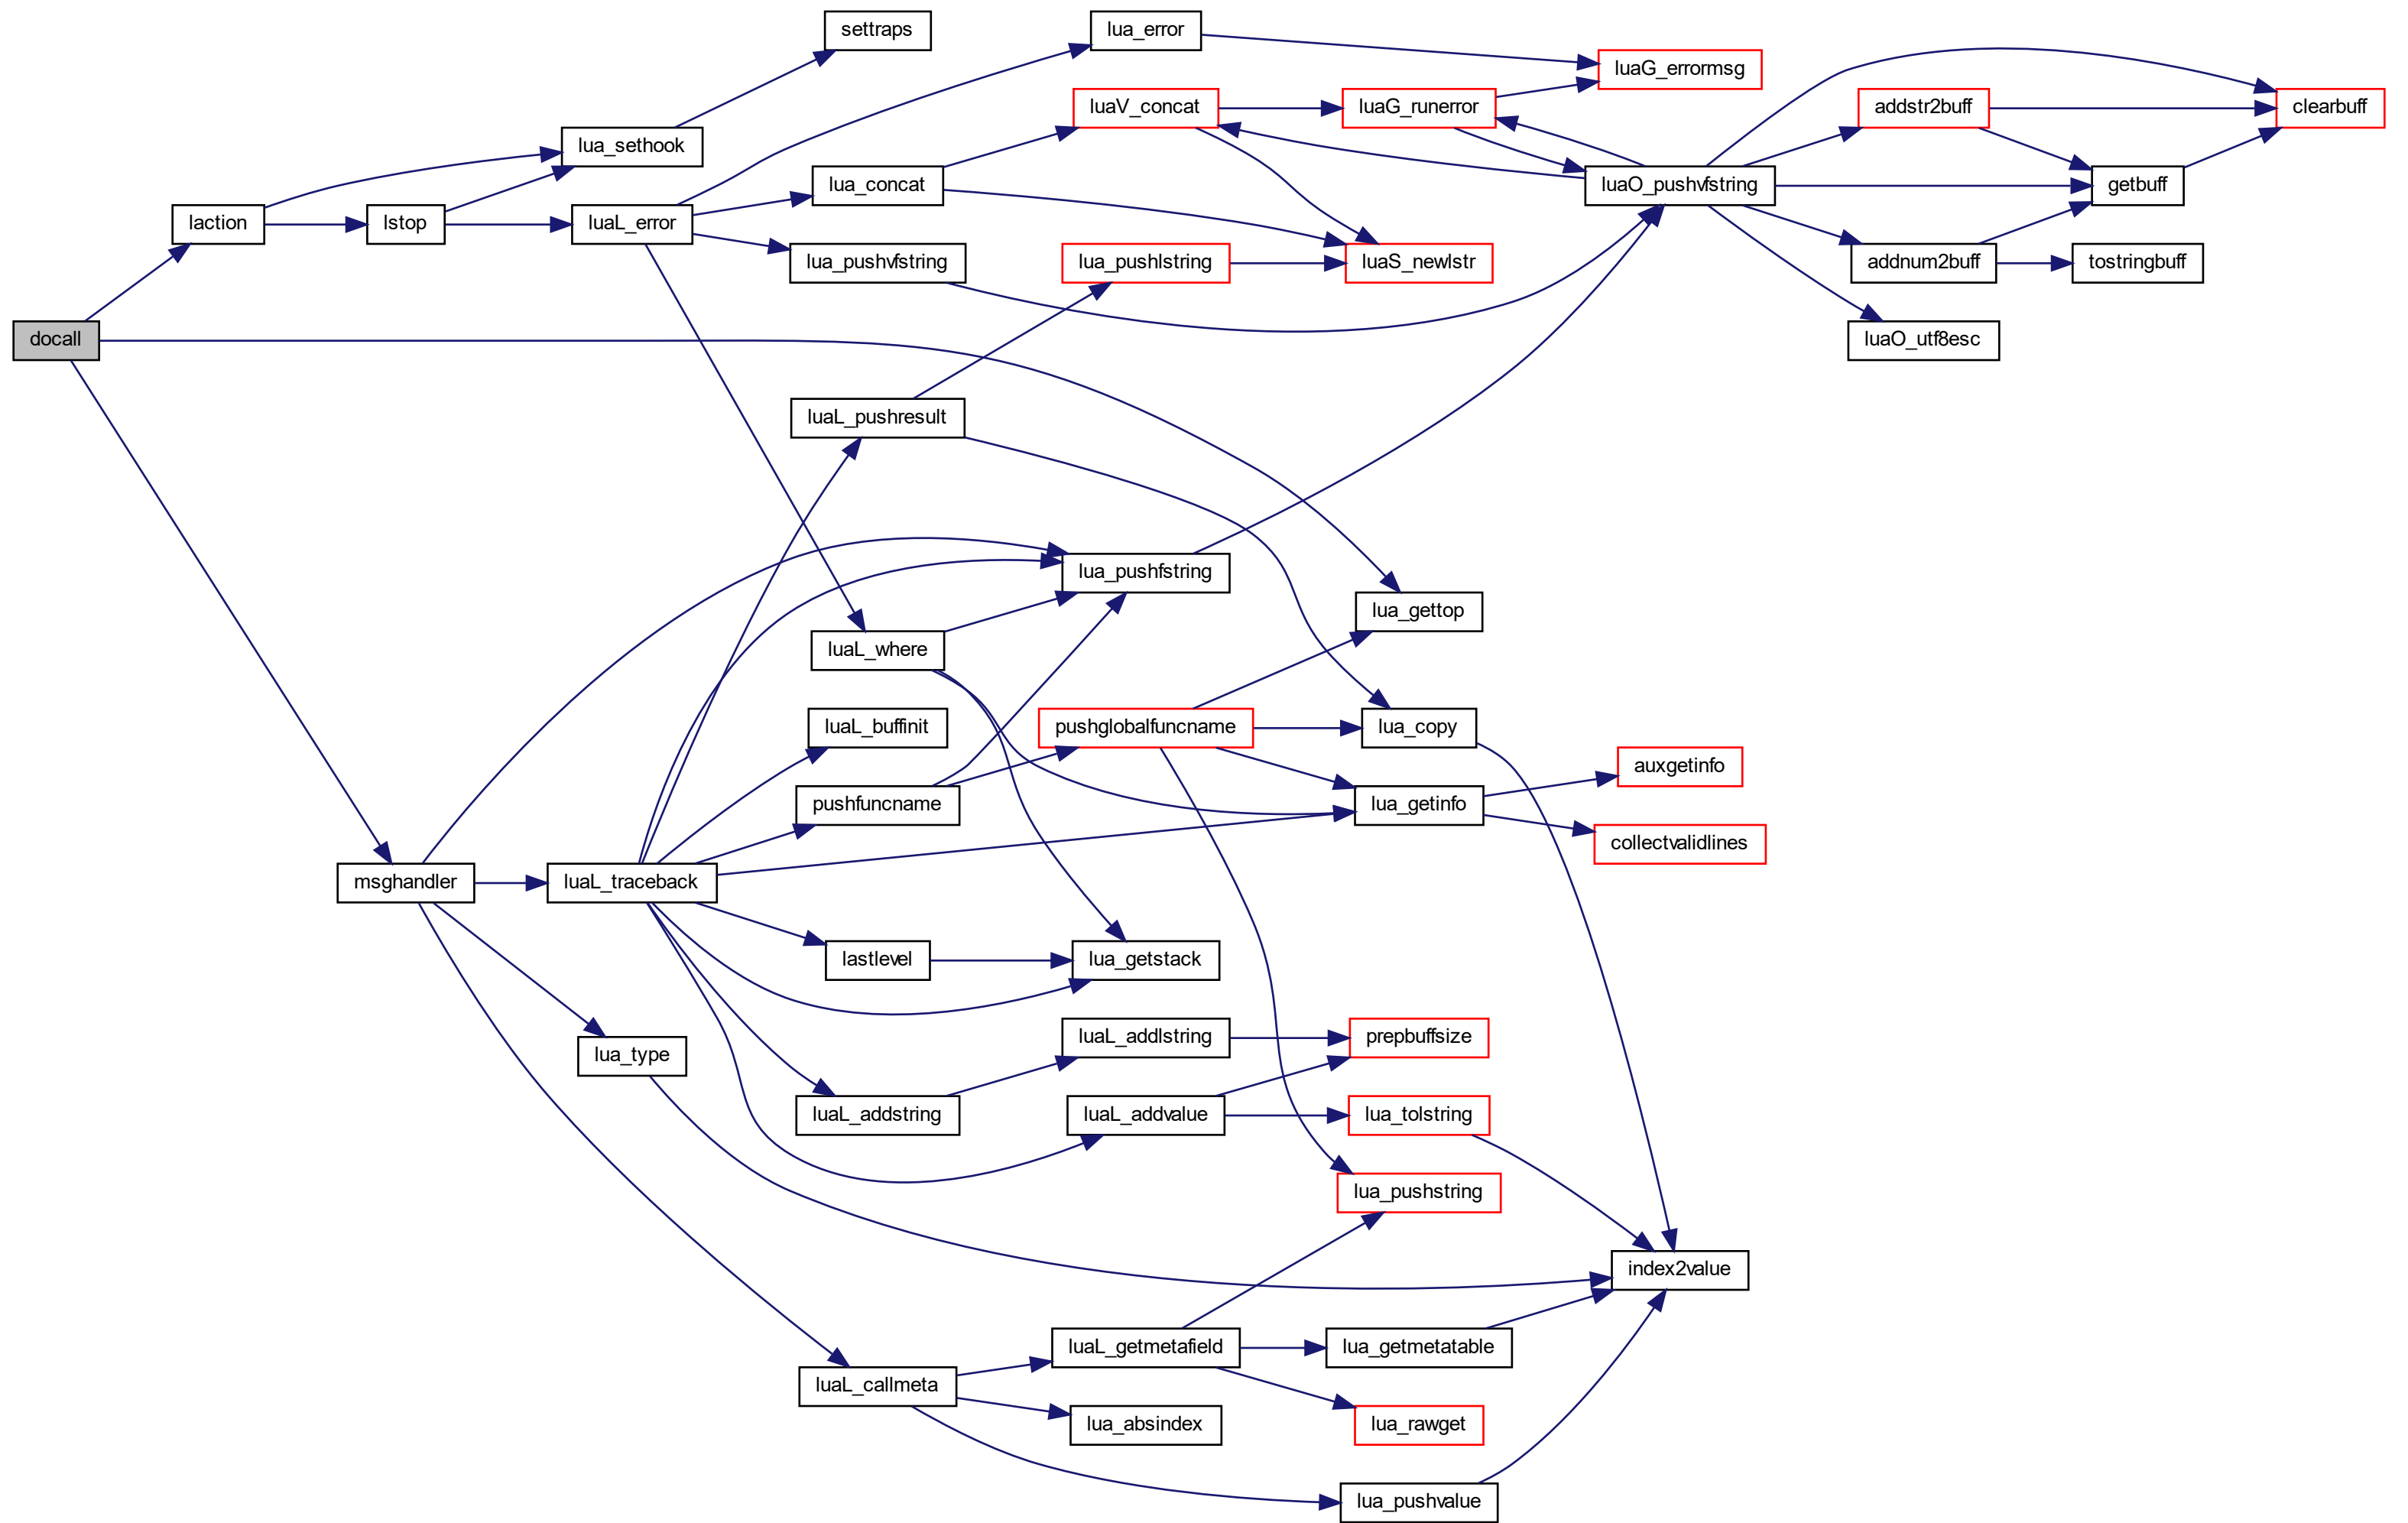 settraps
lua_error
luaG_errormsg
luaV_concat
luaG_runerror
addstr2buff
clearbuff
lua_sethook
lua_concat
luaO_pushvfstring
getbuff
laction
lstop
luaL_error
lua_pushvfstring
lua_pushlstring
luaS_newlstr
addnum2buff
tostringbuff
docall
luaO_utf8esc
luaL_pushresult
lua_pushfstring
lua_gettop
luaL_where
luaL_buffinit
pushglobalfuncname
lua_copy
auxgetinfo
pushfuncname
lua_getinfo
collectvalidlines
msghandler
luaL_traceback
lastlevel
lua_getstack
luaL_addlstring
prepbuffsize
lua_type
luaL_addstring
luaL_addvalue
lua_tolstring
lua_pushstring
index2value
luaL_getmetafield
lua_getmetatable
luaL_callmeta
lua_absindex
lua_rawget
lua_pushvalue